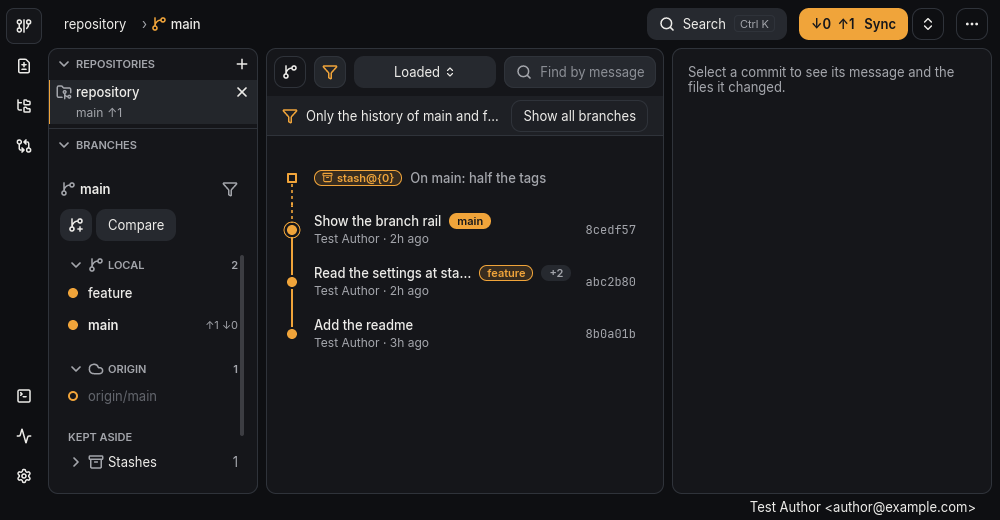 repository
main
Search
Ctrl K
↓0 ↑1 Sync
REPOSITORIES
repository
main ↑1
BRANCHES
main
Compare
LOCAL 2
feature
main ↑1 ↓0
ORIGIN 1
origin/main
KEPT ASIDE
Stashes 1
Loaded
Find by message
Only the history of main and f...
Show all branches
stash@{0} On main: half the tags
Show the branch rail main
Test Author · 2h ago
8cedf57
Read the settings at sta... feature +2
Test Author · 2h ago
abc2b80
Add the readme
Test Author · 3h ago
8b0a01b
Select a commit to see its message and the
files it changed.
Test Author <author@example.com>